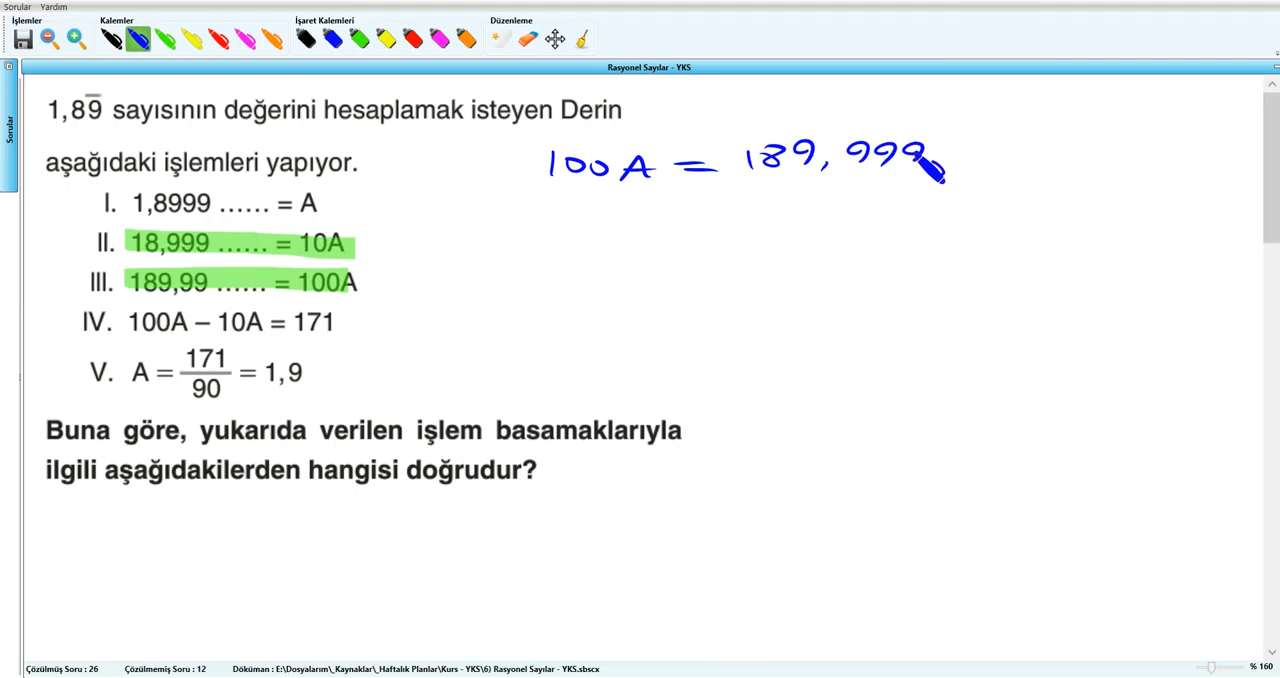 Sorular Yardım
İşlemler Kalemler İşaret Kalemleri Düzenleme
Rasyonel Sayılar - YKS
Sorular
1,89̅ sayısının değerini hesaplamak isteyen Derin
aşağıdaki işlemleri yapıyor.
100A = 189,999
I. 1,8999 ...... = A
II. 18,999 ...... = 10A
III. 189,99 ...... = 100A
IV. 100A – 10A = 171
V. A = 171/90 = 1,9
Buna göre, yukarıda verilen işlem basamaklarıyla
ilgili aşağıdakilerden hangisi doğrudur?
Çözülmüş Soru : 26 Çözülmemiş Soru : 12 Döküman : E:\Dosyalarım\_Kaynaklar\_Haftalık Planlar\Kurs - YKS\6) Rasyonel Sayılar - YKS.sbscx % 160